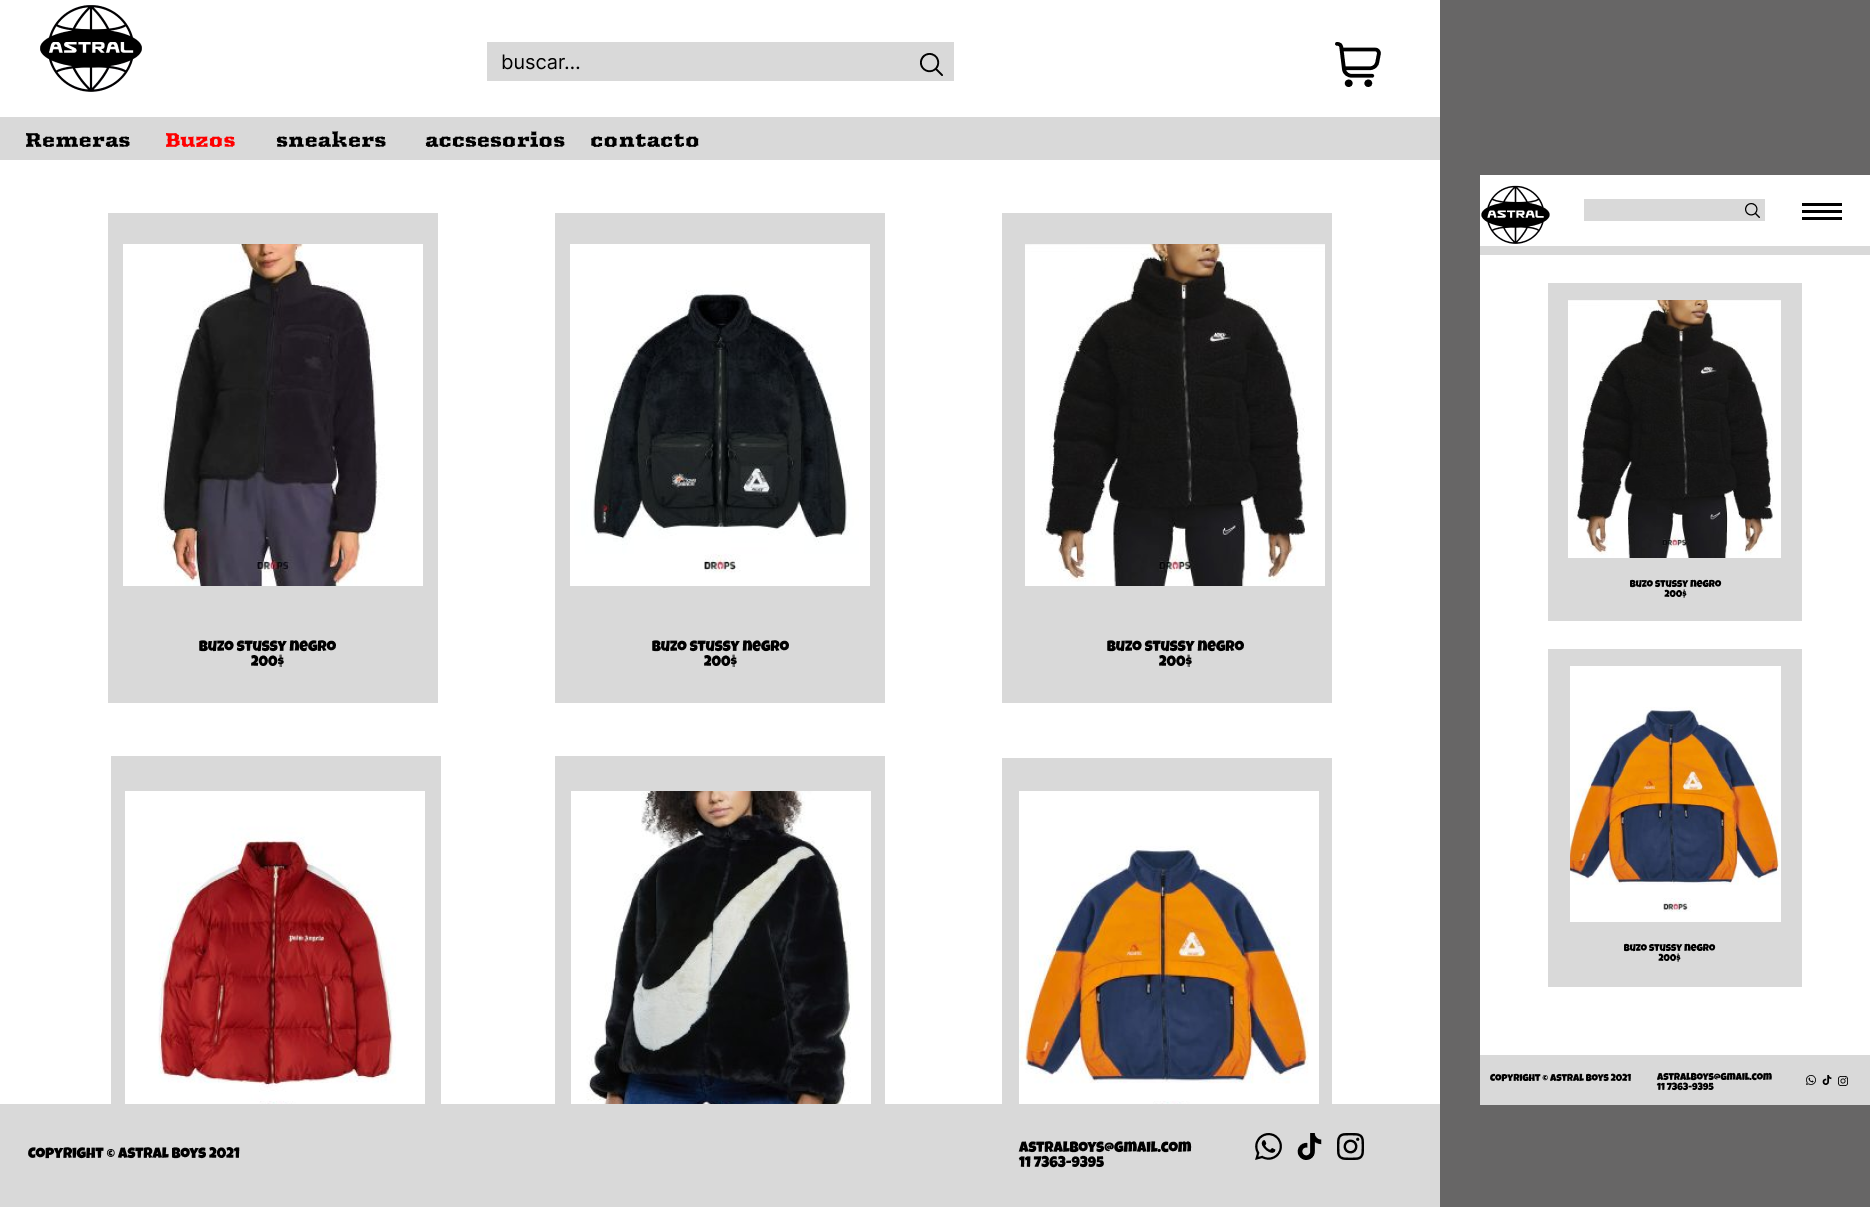 ASTRAL
buscar...
Remeras Buzos sneakers accsesorios contacto
DROPS
Buzo stussy negro
200$
DROPS
Buzo stussy negro
200$
DROPS
Buzo stussy negro
200$
Palm Angels
COPYRIGHT © ASTRAL BOYS 2021
ASTRALBOYS@GMAIL.COM
11 7363-9395
ASTRAL
DROPS
Buzo stussy negro
200$
DROPS
Buzo stussy negro
200$
COPYRIGHT © ASTRAL BOYS 2021
ASTRALBOYS@GMAIL.COM
11 7363-9395